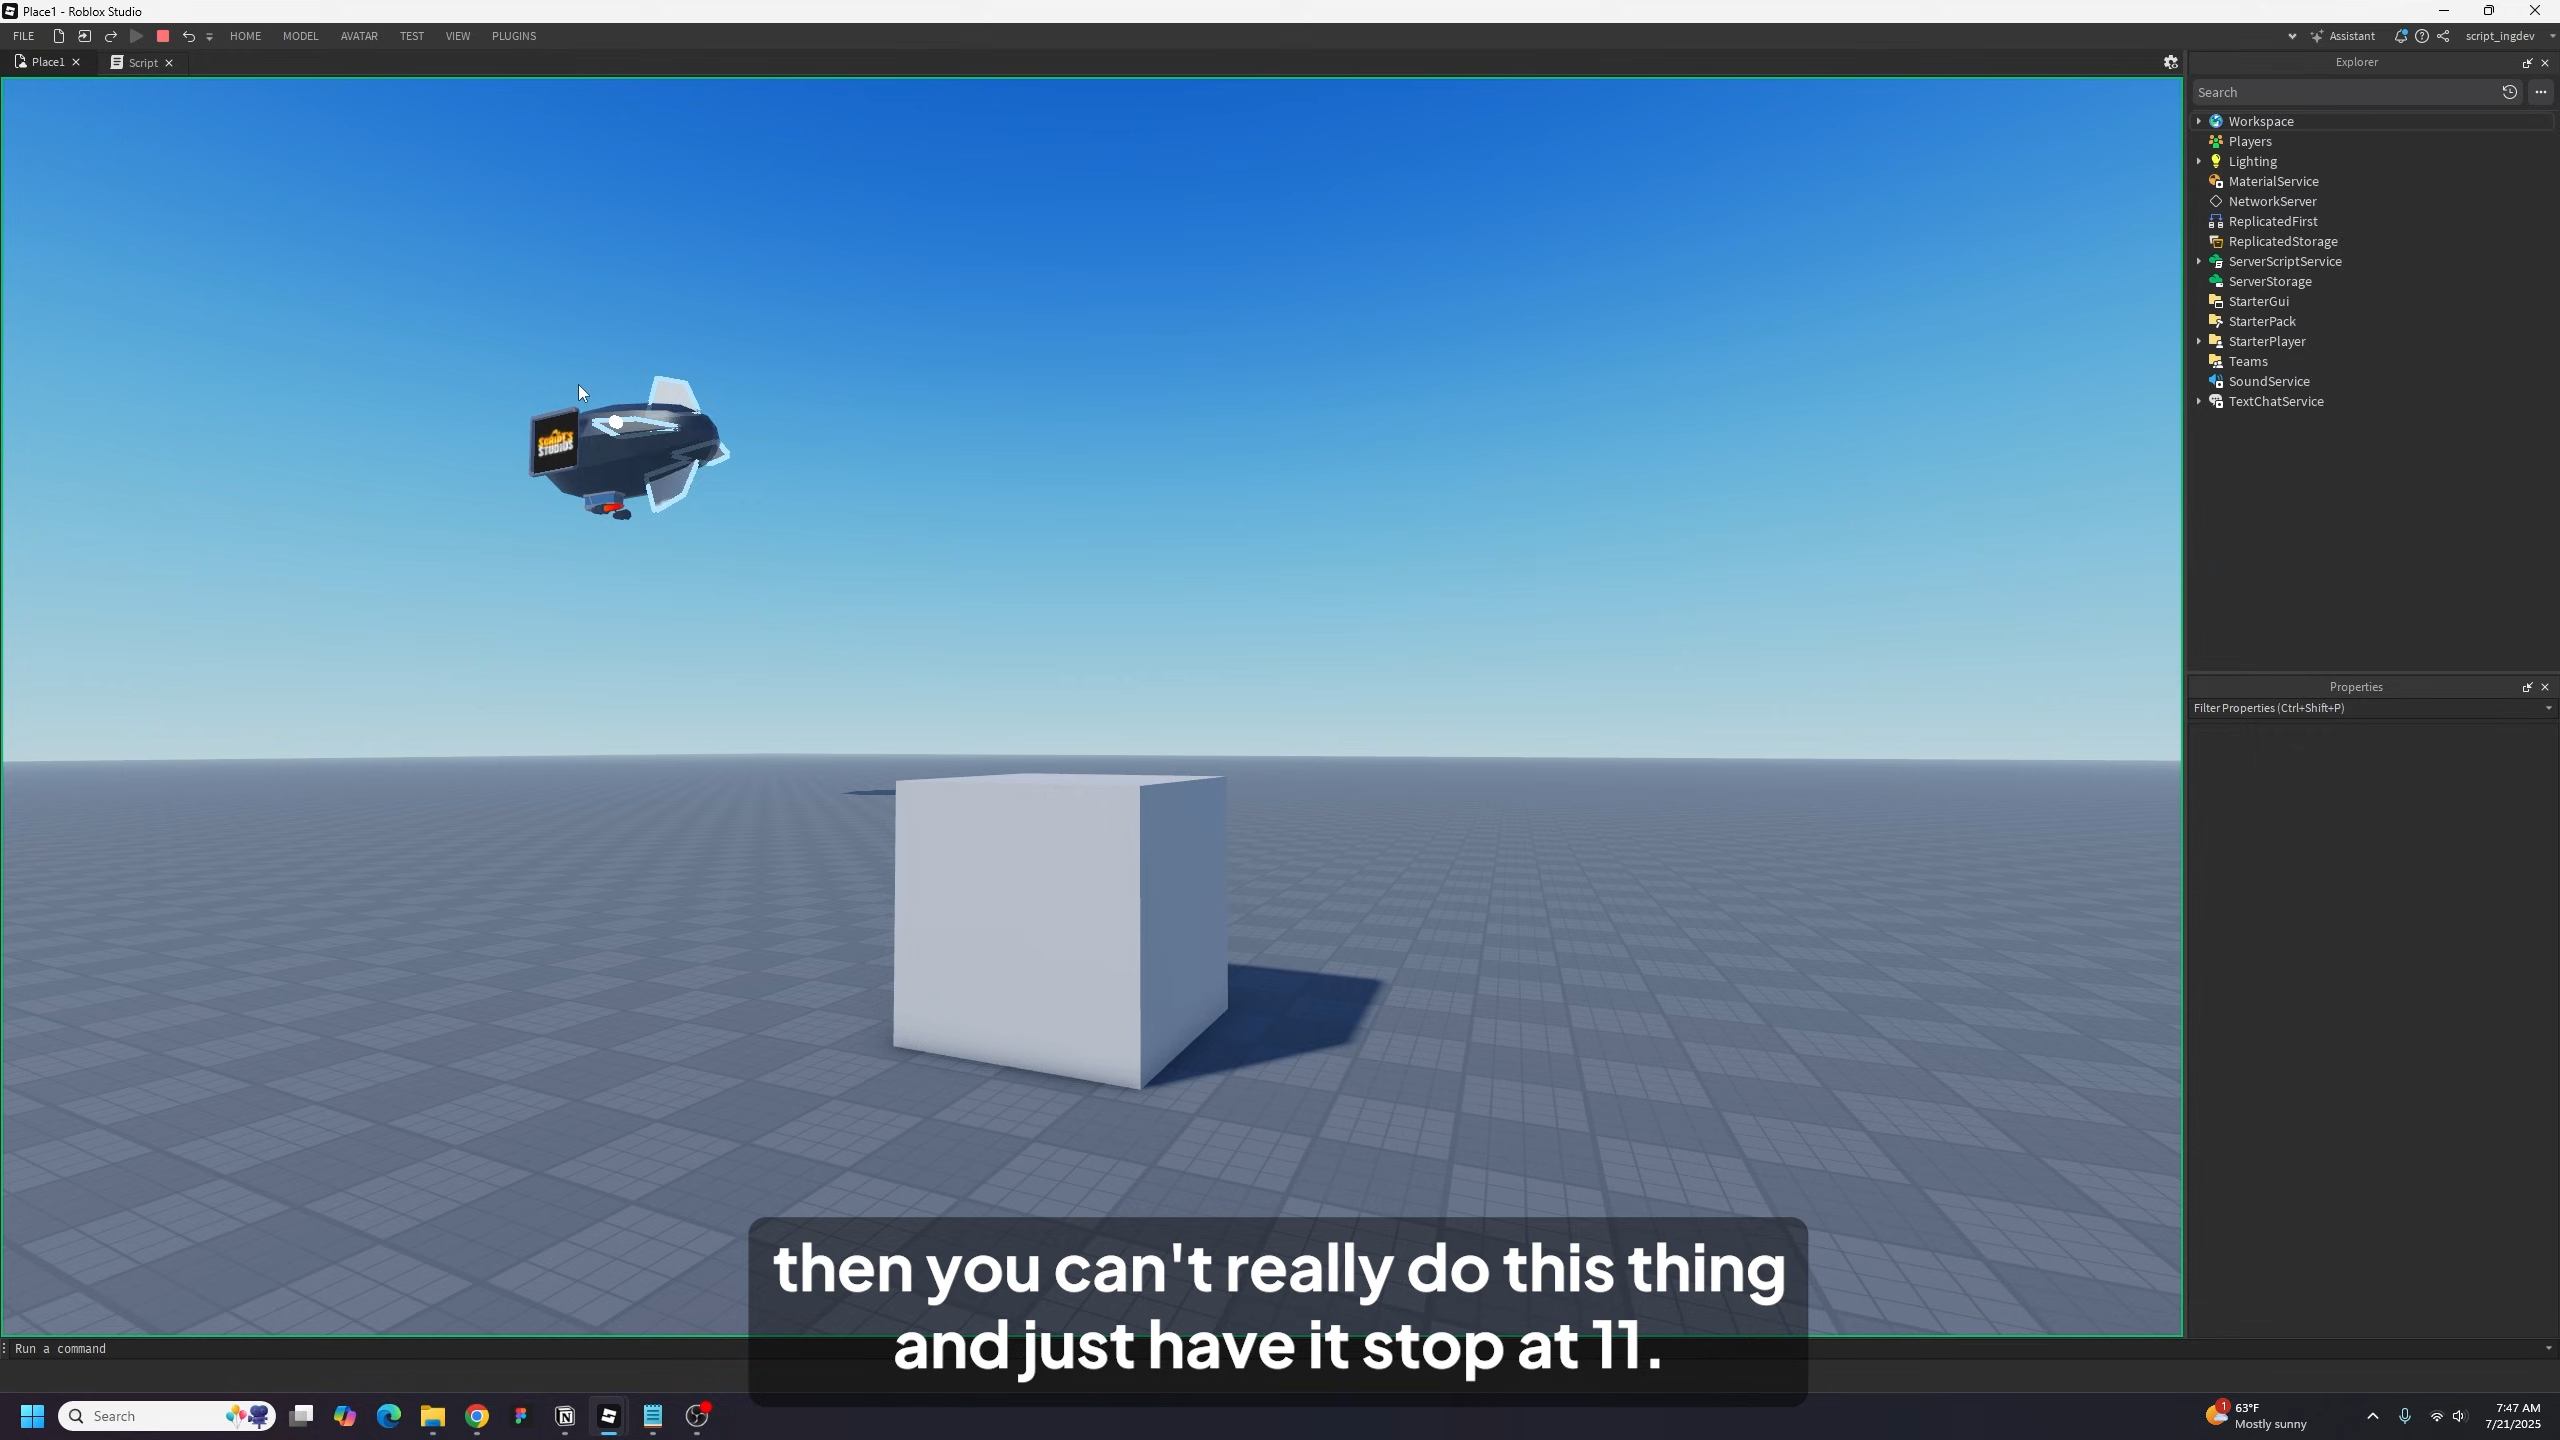 Place1 - Roblox Studio
FILE
HOME
MODEL
AVATAR
TEST
VIEW
PLUGINS
Assistant
script_ingdev
Place1
Script
Explorer
Search
Workspace
Players
Lighting
MaterialService
NetworkServer
ReplicatedFirst
ReplicatedStorage
ServerScriptService
ServerStorage
StarterGui
StarterPack
StarterPlayer
Teams
SoundService
TextChatService
STUDIOS
Properties
Filter Properties (Ctrl+Shift+P)
then you can't really do this thing
and just have it stop at 11.
Run a command
Search
1
63°F
Mostly sunny
7:47 AM
7/21/2025